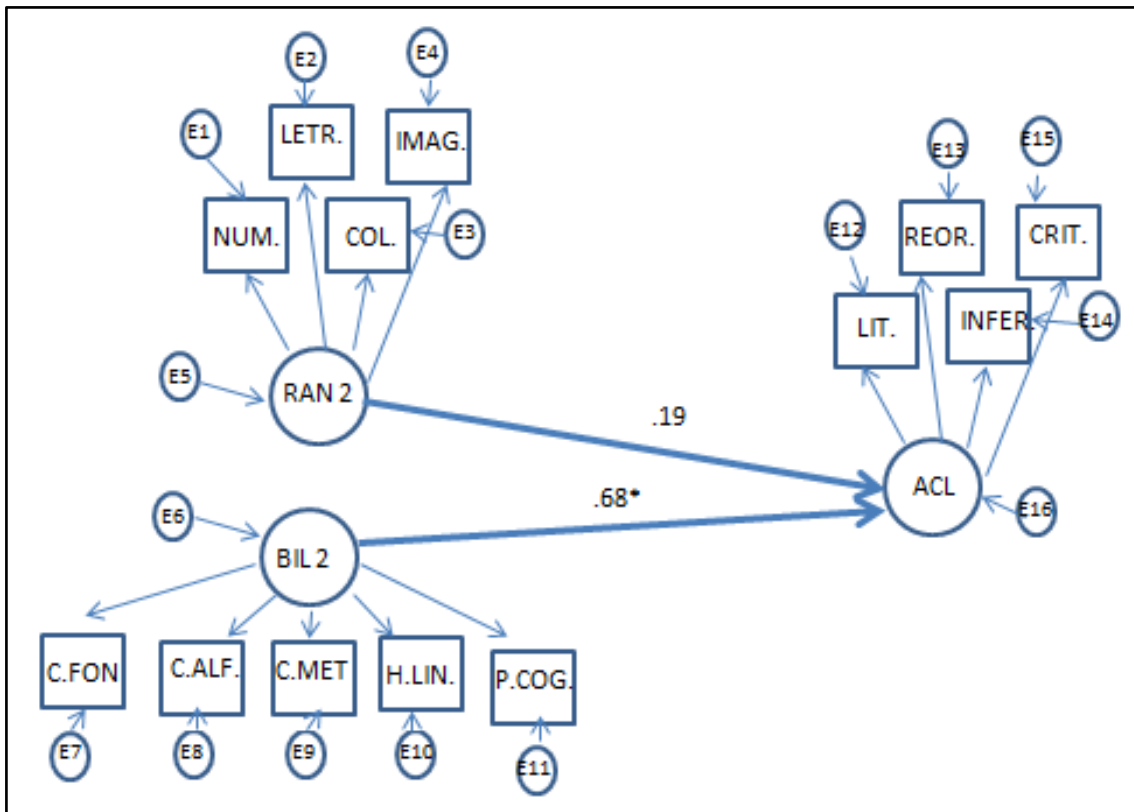 E2
E4
E1
LETR.
IMAG.
E13
E15
NUM.
COL.
E3
E12
REOR.
CRIT.
LIT.
INFER.
E14
E5
RAN 2
.19
ACL
.68*
E16
E6
BIL 2
C.FON
C.ALF.
C.MET
H.LIN.
P.COG.
E7
E8
E9
E10
E11